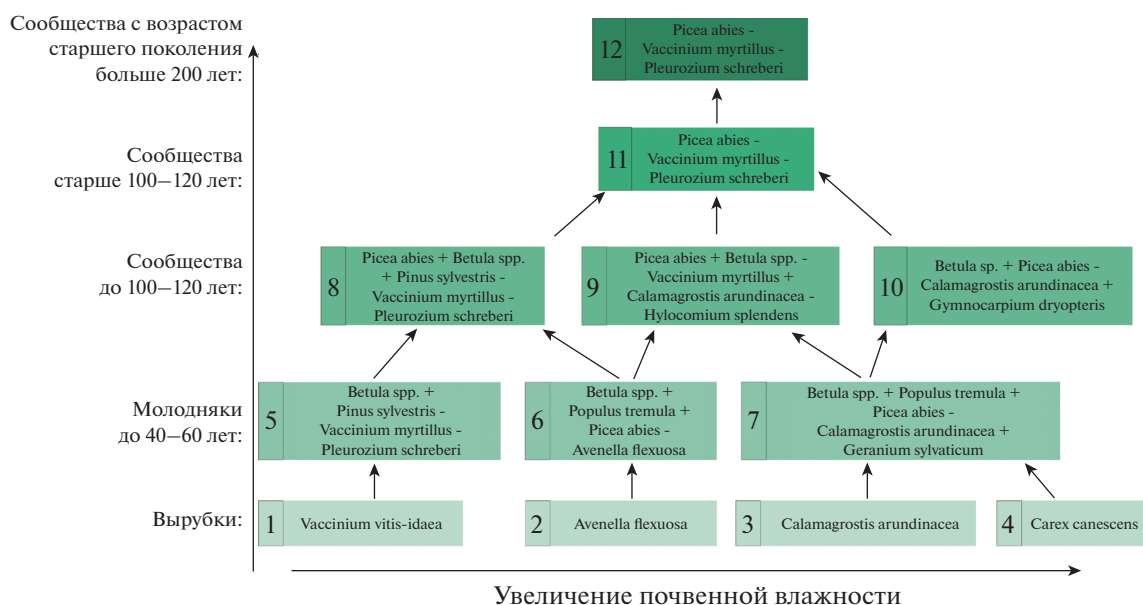 Сообщества с возрастом
старшего поколения
больше 200 лет:
12
Picea abies -
Vaccinium myrtillus -
Pleurozium schreberi
Сообщества
старше 100–120 лет:
11
Picea abies -
Vaccinium myrtillus -
Pleurozium schreberi
Сообщества
до 100–120 лет:
8
Picea abies + Betula spp.
+ Pinus sylvestris -
Vaccinium myrtillus -
Pleurozium schreberi
9
Picea abies + Betula spp. -
Vaccinium myrtillus +
Calamagrostis arundinacea -
Hylocomium splendens
10
Betula sp. + Picea abies -
Calamagrostis arundinacea +
Gymnocarpium dryopteris
Молодняки
до 40–60 лет:
5
Betula spp. +
Pinus sylvestris -
Vaccinium myrtillus -
Pleurozium schreberi
6
Betula spp. +
Populus tremula +
Picea abies -
Avenella flexuosa
7
Betula spp. + Populus tremula +
Picea abies -
Calamagrostis arundinacea +
Geranium sylvaticum
Вырубки:
1
Vaccinium vitis-idaea
2
Avenella flexuosa
3
Calamagrostis arundinacea
4
Carex canescens
Увеличение почвенной влажности